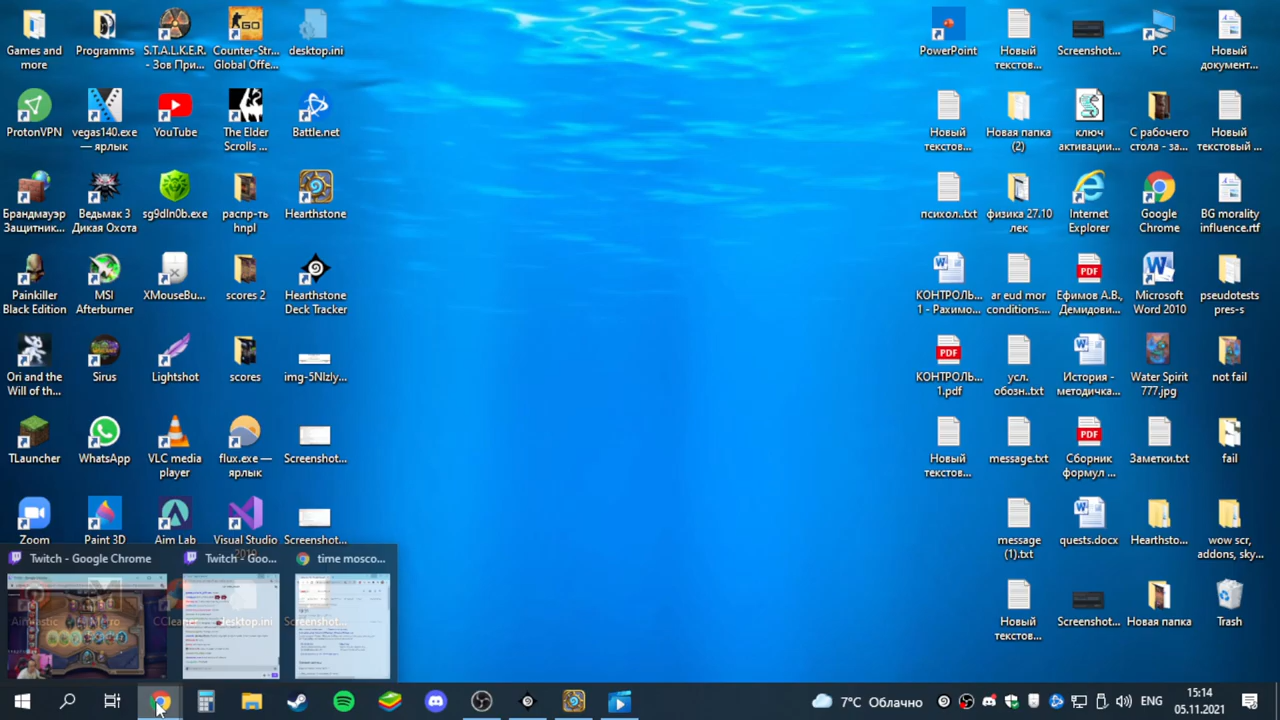 Games and
more
Programms
S.T.A.L.K.E.R.
- Зов При...
Counter-Str...
Global Offe...
desktop.ini
PowerPoint
Новый
текстов...
Screenshot...
PC
Новый
документ...
ProtonVPN
vegas140.exe
— ярлык
YouTube
The Elder
Scrolls ...
Battle.net
Новый
текстов...
Новая папка
(2)
ключ
активации...
С рабочего
стола - за...
Новый
текстовый ...
Брандмауэр
Защитник...
Ведьмак 3
Дикая Охота
sg9dln0b.exe
распр-ть
hnpl
Hearthstone
психол..txt
физика 27.10
лек
Internet
Explorer
Google
Chrome
BG morality
influence.rtf
Painkiller
Black Edition
MSI
Afterburner
XMouseBu...
scores 2
Hearthstone
Deck Tracker
КОНТРОЛЬ...
1 - Рахимо...
ar eud mor
conditions....
Ефимов А.В.,
Демидови...
Microsoft
Word 2010
pseudotests
pres-s
Ori and the
Will of th...
Sirus
Lightshot
scores
img-5NIzly...
КОНТРОЛЬ...
1.pdf
усл.
обозн..txt
История -
методичка...
Water Spirit
777.jpg
not fail
TLauncher
WhatsApp
VLC media
player
flux.exe —
ярлык
Screenshot...
Новый
текстов...
message.txt
Сборник
формул ...
Заметки.txt
fail
Zoom
Paint 3D
Aim Lab
Visual Studio
2010
Screenshot...
message
(1).txt
quests.docx
Hearthsto...
wow scr,
addons, sky...
Twitch - Google Chrome
Twitch - Goo...
time mosco...
Metro
CCleaner
desktop.ini
Screenshot...
Новый
текстов...
Screenshot...
Новая папка
Trash
7°C Облачно
ENG
15:14
05.11.2021